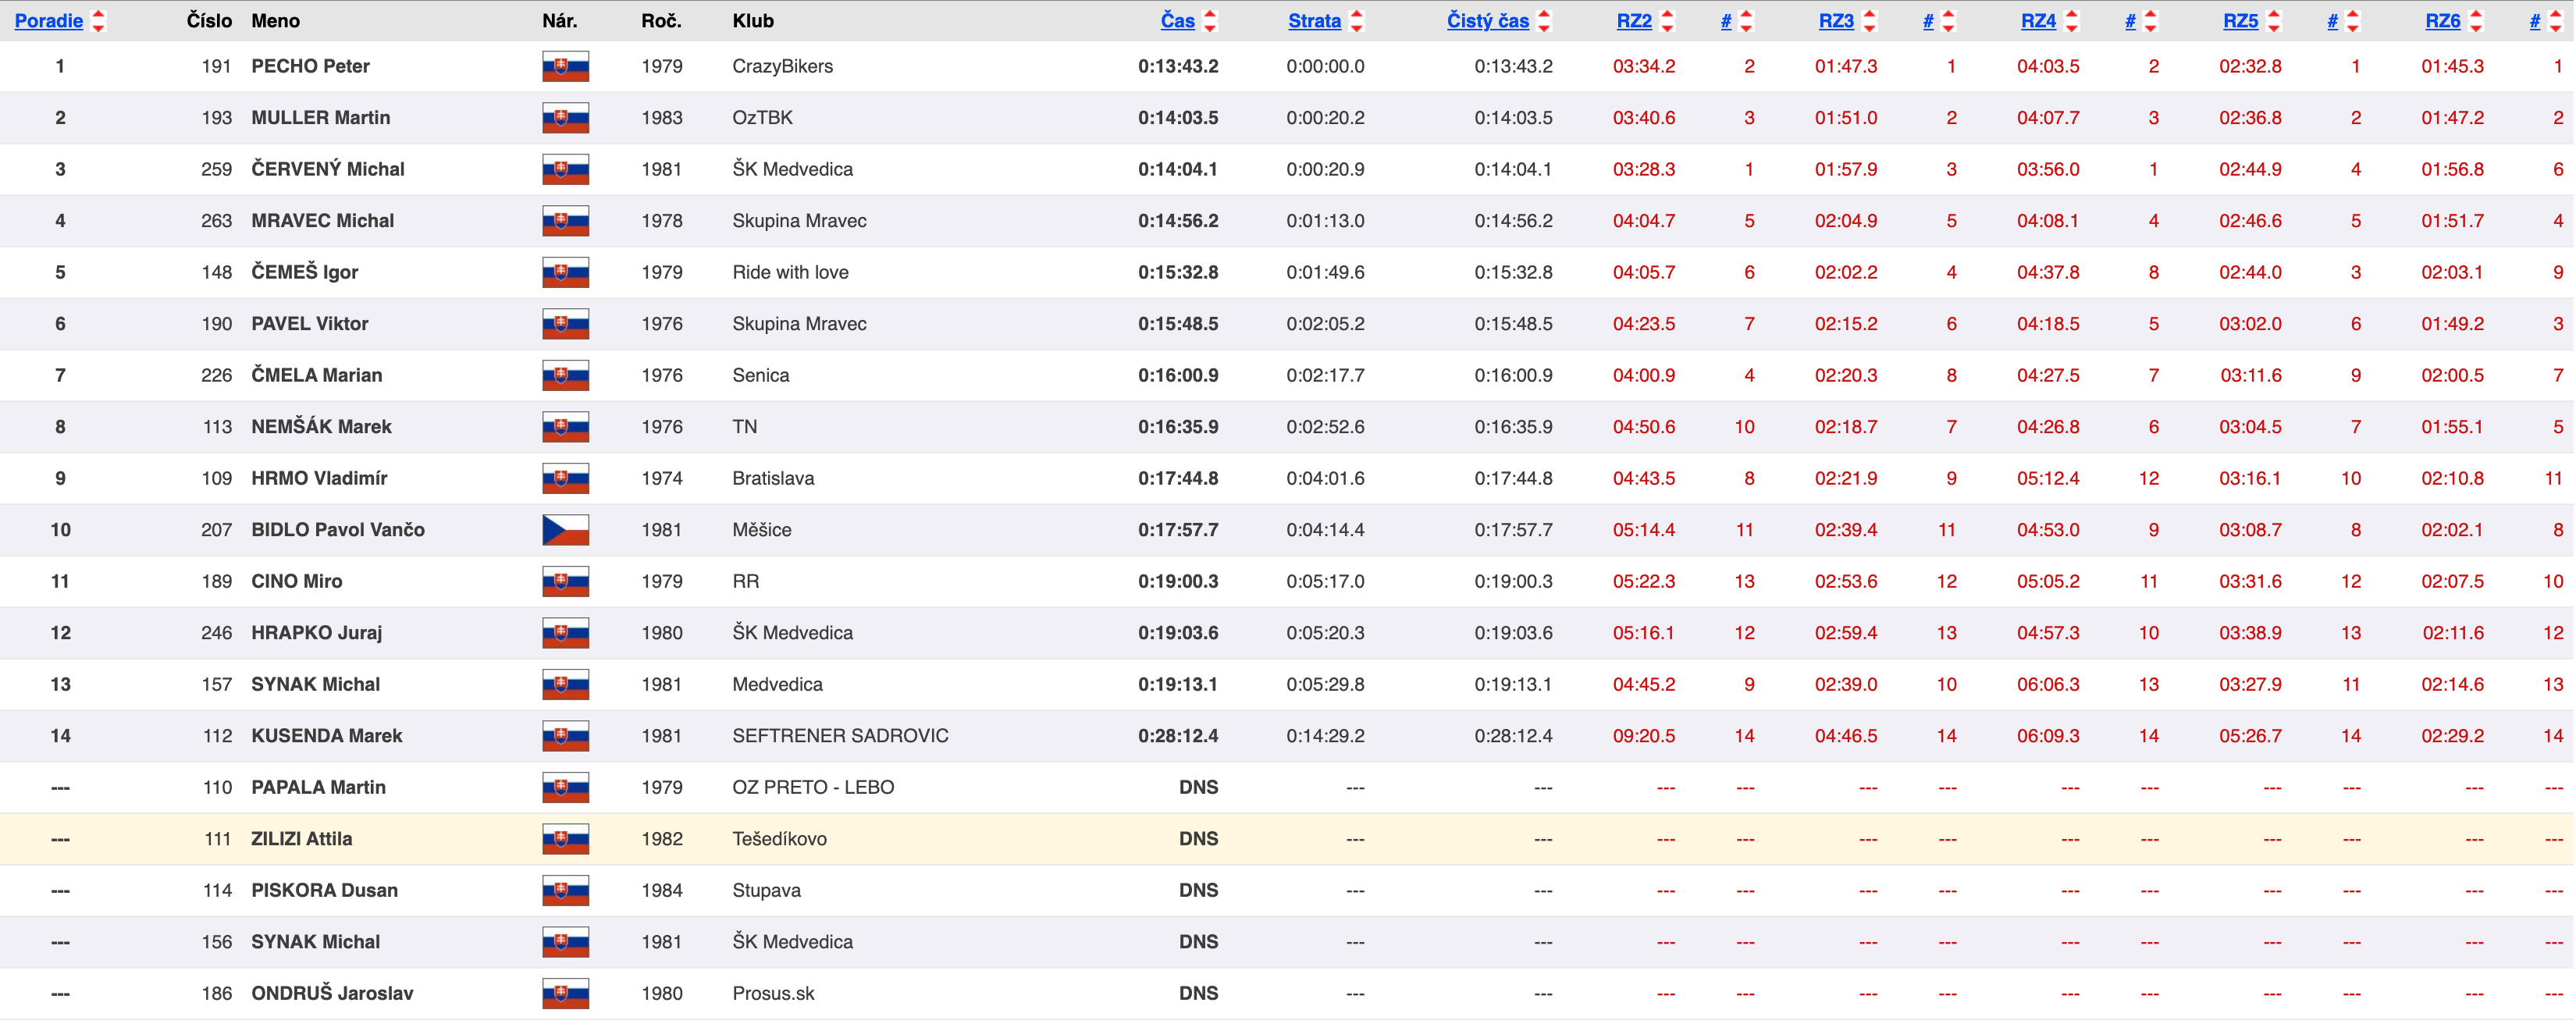 Poradie Číslo Meno Nár. Roč. Klub Čas Strata Čistý čas RZ2 # RZ3 # RZ4 # RZ5 # RZ6 #
1 191 PECHO Peter 1979 CrazyBikers 0:13:43.2 0:00:00.0 0:13:43.2 03:34.2 2 01:47.3 1 04:03.5 2 02:32.8 1 01:45.3 1
2 193 MULLER Martin 1983 OzTBK 0:14:03.5 0:00:20.2 0:14:03.5 03:40.6 3 01:51.0 2 04:07.7 3 02:36.8 2 01:47.2 2
3 259 ČERVENÝ Michal 1981 ŠK Medvedica 0:14:04.1 0:00:20.9 0:14:04.1 03:28.3 1 01:57.9 3 03:56.0 1 02:44.9 4 01:56.8 6
4 263 MRAVEC Michal 1978 Skupina Mravec 0:14:56.2 0:01:13.0 0:14:56.2 04:04.7 5 02:04.9 5 04:08.1 4 02:46.6 5 01:51.7 4
5 148 ČEMEŠ Igor 1979 Ride with love 0:15:32.8 0:01:49.6 0:15:32.8 04:05.7 6 02:02.2 4 04:37.8 8 02:44.0 3 02:03.1 9
6 190 PAVEL Viktor 1976 Skupina Mravec 0:15:48.5 0:02:05.2 0:15:48.5 04:23.5 7 02:15.2 6 04:18.5 5 03:02.0 6 01:49.2 3
7 226 ČMELA Marian 1976 Senica 0:16:00.9 0:02:17.7 0:16:00.9 04:00.9 4 02:20.3 8 04:27.5 7 03:11.6 9 02:00.5 7
8 113 NEMŠÁK Marek 1976 TN 0:16:35.9 0:02:52.6 0:16:35.9 04:50.6 10 02:18.7 7 04:26.8 6 03:04.5 7 01:55.1 5
9 109 HRMO Vladimír 1974 Bratislava 0:17:44.8 0:04:01.6 0:17:44.8 04:43.5 8 02:21.9 9 05:12.4 12 03:16.1 10 02:10.8 11
10 207 BIDLO Pavol Vančo 1981 Měšice 0:17:57.7 0:04:14.4 0:17:57.7 05:14.4 11 02:39.4 11 04:53.0 9 03:08.7 8 02:02.1 8
11 189 CINO Miro 1979 RR 0:19:00.3 0:05:17.0 0:19:00.3 05:22.3 13 02:53.6 12 05:05.2 11 03:31.6 12 02:07.5 10
12 246 HRAPKO Juraj 1980 ŠK Medvedica 0:19:03.6 0:05:20.3 0:19:03.6 05:16.1 12 02:59.4 13 04:57.3 10 03:38.9 13 02:11.6 12
13 157 SYNAK Michal 1981 Medvedica 0:19:13.1 0:05:29.8 0:19:13.1 04:45.2 9 02:39.0 10 06:06.3 13 03:27.9 11 02:14.6 13
14 112 KUSENDA Marek 1981 SEFTRENER SADROVIC 0:28:12.4 0:14:29.2 0:28:12.4 09:20.5 14 04:46.5 14 06:09.3 14 05:26.7 14 02:29.2 14
--- 110 PAPALA Martin 1979 OZ PRETO - LEBO DNS --- --- --- --- --- --- --- --- --- --- --- ---
--- 111 ZILIZI Attila 1982 Tešedíkovo DNS --- --- --- --- --- --- --- --- --- --- --- ---
--- 114 PISKORA Dusan 1984 Stupava DNS --- --- --- --- --- --- --- --- --- --- --- ---
--- 156 SYNAK Michal 1981 ŠK Medvedica DNS --- --- --- --- --- --- --- --- --- --- --- ---
--- 186 ONDRUŠ Jaroslav 1980 Prosus.sk DNS --- --- --- --- --- --- --- --- --- --- --- ---